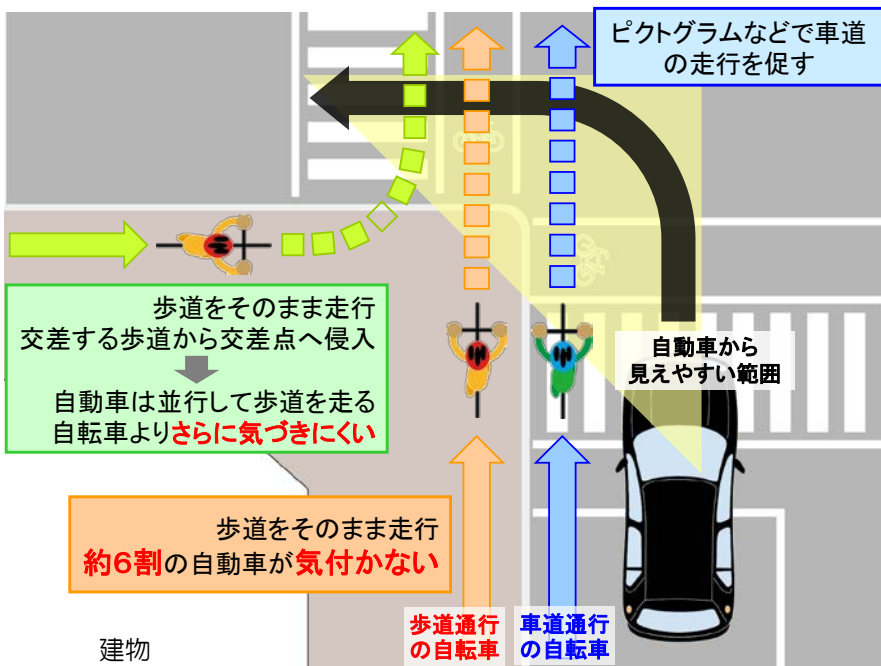 ピクトグラムなどで車道
の走行を促す
歩道をそのまま走行
交差する歩道から交差点へ侵入
自動車は並行して歩道を走る
自転車よりさらに気づきにくい
自動車から
見えやすい範囲
歩道をそのまま走行
約６割の自動車が気付かない
歩道通行
の自転車
車道通行
の自転車
建物